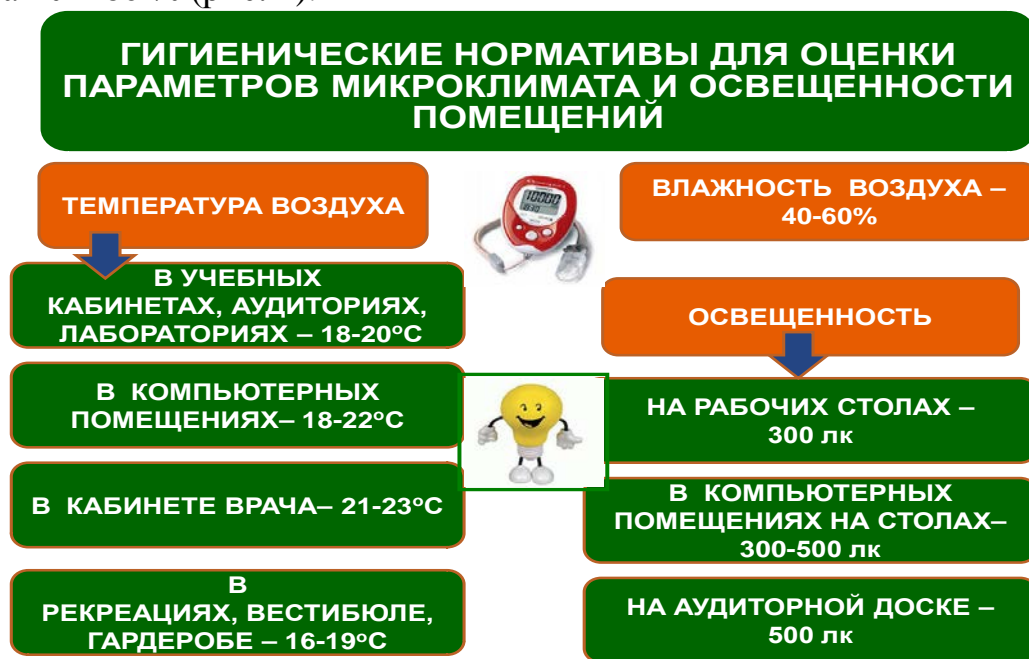 ГИГИЕНИЧЕСКИЕ НОРМАТИВЫ ДЛЯ ОЦЕНКИ
ПАРАМЕТРОВ МИКРОКЛИМАТА И ОСВЕЩЕННОСТИ
ПОМЕЩЕНИЙ
ТЕМПЕРАТУРА ВОЗДУХА
В УЧЕБНЫХ
КАБИНЕТАХ, АУДИТОРИЯХ,
ЛАБОРАТОРИЯХ – 18-20°С
В КОМПЬЮТЕРНЫХ
ПОМЕЩЕНИЯХ– 18-22°С
В КАБИНЕТЕ ВРАЧА– 21-23°С
В
РЕКРЕАЦИЯХ, ВЕСТИБЮЛЕ,
ГАРДЕРОБЕ – 16-19°С
10000
ВЛАЖНОСТЬ ВОЗДУХА –
40-60%
ОСВЕЩЕННОСТЬ
НА РАБОЧИХ СТОЛАХ –
300 лк
В КОМПЬЮТЕРНЫХ
ПОМЕЩЕНИЯХ НА СТОЛАХ–
300-500 лк
НА АУДИТОРНОЙ ДОСКЕ –
500 лк